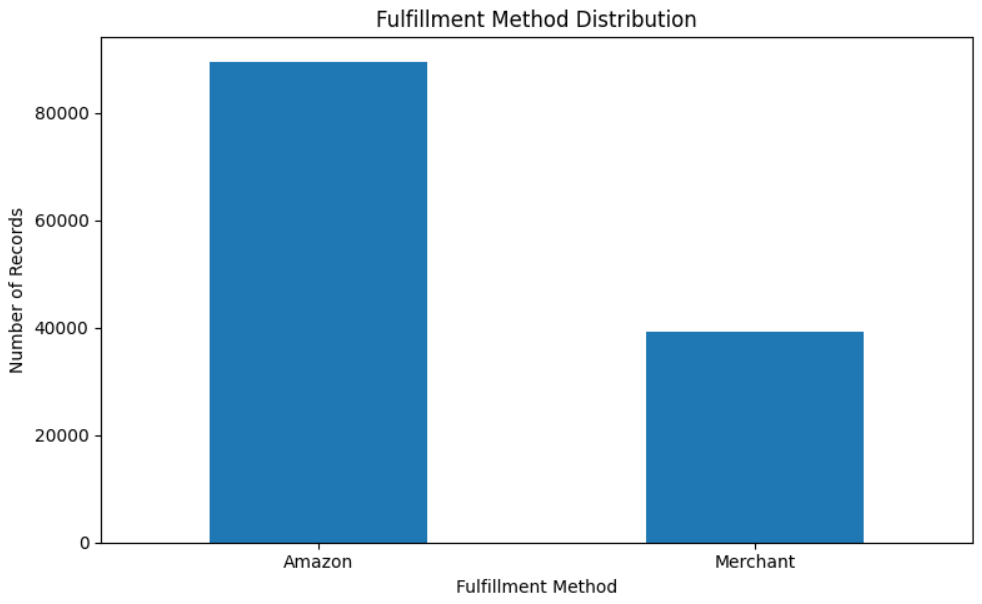 Fulfillment Method Distribution
Number of Records
80000
60000
40000
20000
0
Amazon Merchant
Fulfillment Method